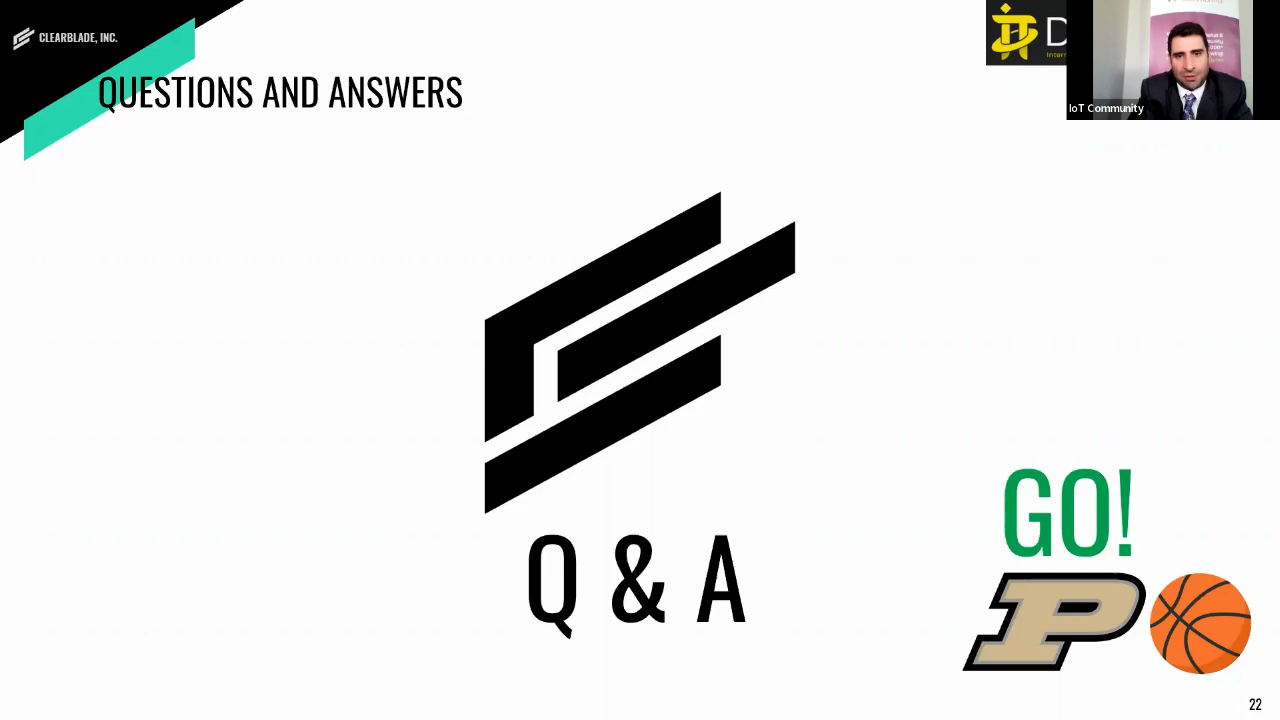 CLEARBLADE, INC.
QUESTIONS AND ANSWERS
IoT Community
Q & A
GO!
P
22